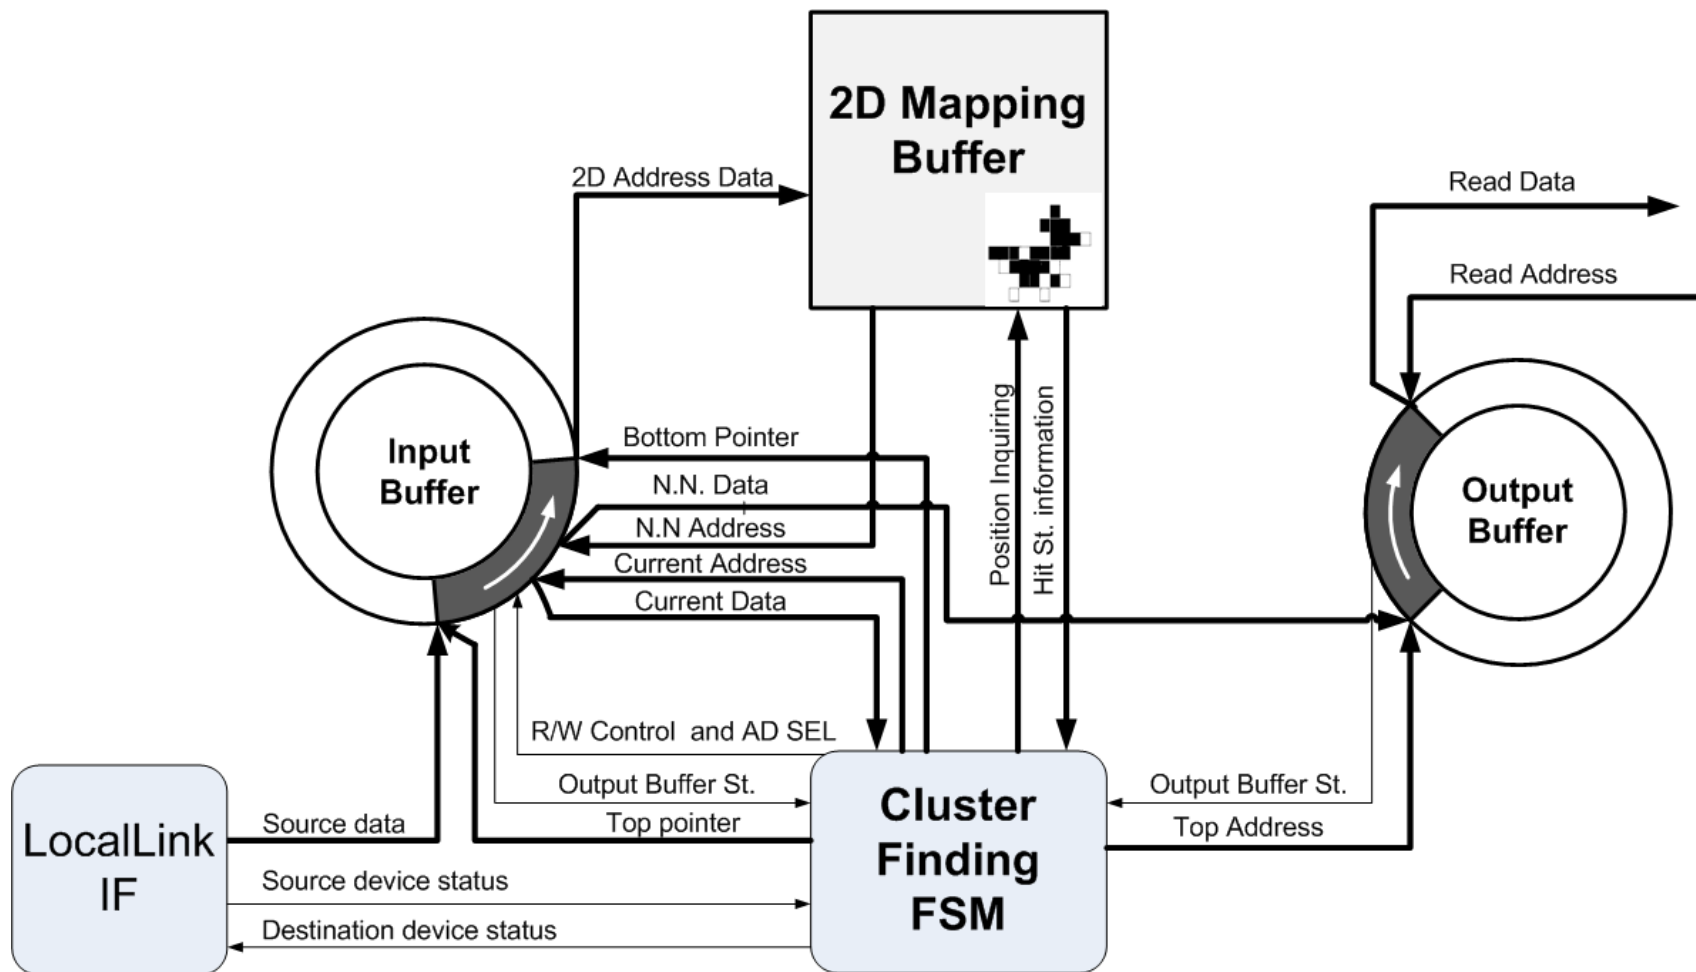 2D Mapping
Buffer
2D Address Data
Read Data
Read Address
Input
Buffer
Bottom Pointer
N.N. Data
N.N Address
Current Address
Current Data
Position Inquiring
Hit St. information
Output
Buffer
R/W Control  and AD SEL
Output Buffer St.
Top pointer
Output Buffer St.
Top Address
Cluster
Finding
FSM
LocalLink
IF
Source data
Source device status
Destination device status